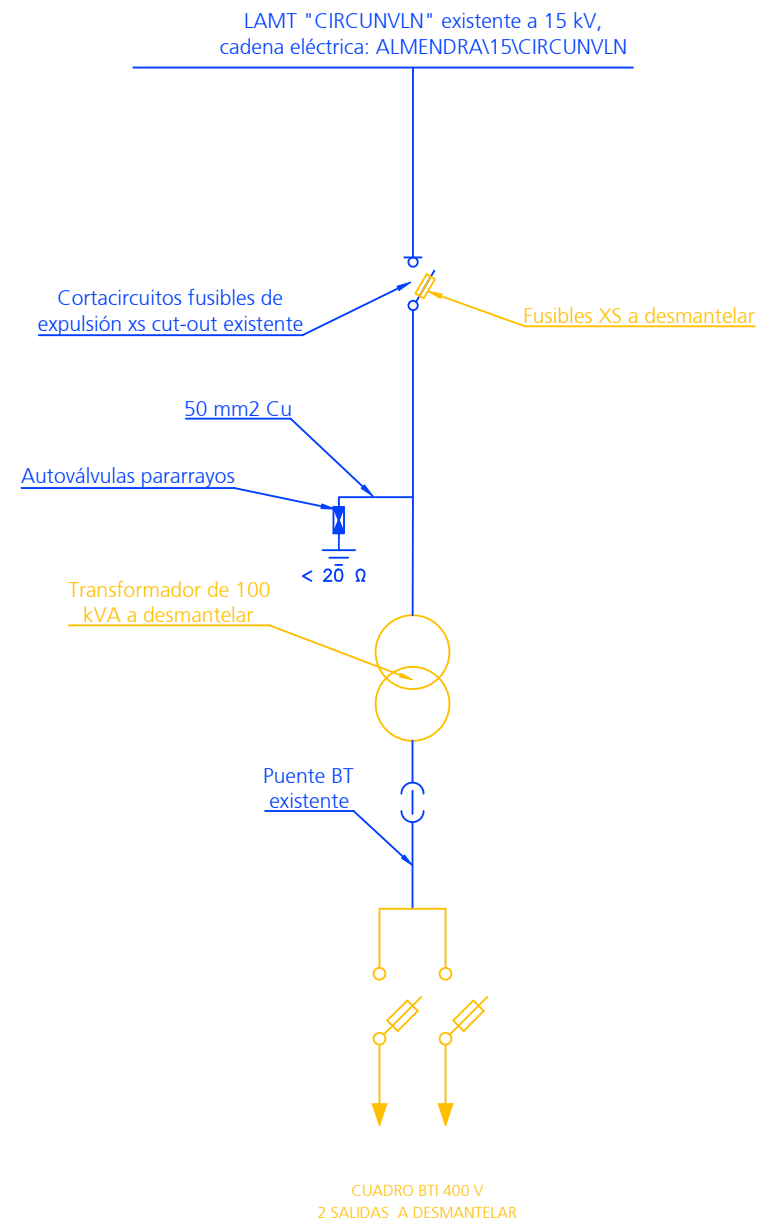 LAMT "CIRCUNVLN" existente a 15 kV,
cadena eléctrica: ALMENDRA\15\CIRCUNVLN
Cortacircuitos fusibles de
expulsión xs cut-out existente
Fusibles XS a desmantelar
50 mm2 Cu
Autoválvulas pararrayos
< 20 Ω
Transformador de 100
kVA a desmantelar
Puente BT
existente
CUADRO BTI 400 V
2 SALIDAS A DESMANTELAR